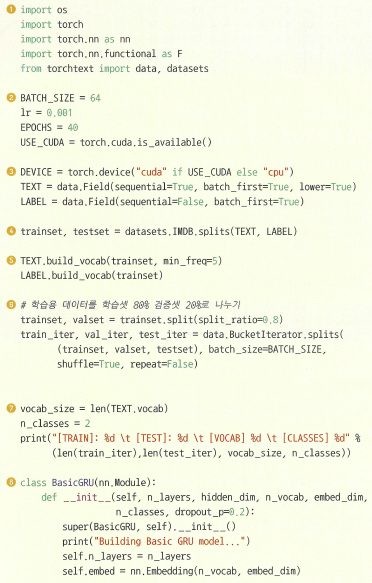 ❶ import os
import torch
import torch.nn as nn
import torch.nn.functional as F
from torchtext import data, datasets
❷ BATCH_SIZE = 64
lr = 0.001
EPOCHS = 40
USE_CUDA = torch.cuda.is_available()
❸ DEVICE = torch.device("cuda" if USE_CUDA else "cpu")
TEXT = data.Field(sequential=True, batch_first=True, lower=True)
LABEL = data.Field(sequential=False, batch_first=True)
❹ trainset, testset = datasets.IMDB.splits(TEXT, LABEL)
❺ TEXT.build_vocab(trainset, min_freq=5)
LABEL.build_vocab(trainset)
❻ # 학습용 데이터를 학습셋 80% 검증셋 20%로 나누기
trainset, valset = trainset.split(split_ratio=0.8)
train_iter, val_iter, test_iter = data.BucketIterator.splits(
(trainset, valset, testset), batch_size=BATCH_SIZE,
shuffle=True, repeat=False)
❼ vocab_size = len(TEXT.vocab)
n_classes = 2
print("[TRAIN]: %d \t [TEST]: %d \t [VOCAB] %d \t [CLASSES] %d" %
(len(train_iter),len(test_iter), vocab_size, n_classes))
❽ class BasicGRU(nn.Module):
def __init__(self, n_layers, hidden_dim, n_vocab, embed_dim,
n_classes, dropout_p=0.2):
super(BasicGRU, self).__init__()
print("Building Basic GRU model...")
self.n_layers = n_layers
self.embed = nn.Embedding(n_vocab, embed_dim)